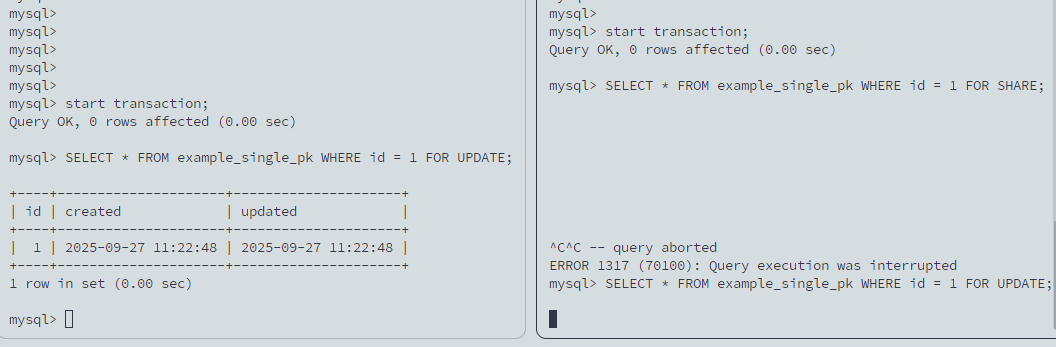 mysql>
mysql>
mysql>
mysql>
mysql>
mysql> start transaction;
Query OK, 0 rows affected (0.00 sec)
mysql> SELECT * FROM example_single_pk WHERE id = 1 FOR UPDATE;
+----+---------------------+---------------------+
| id | created             | updated             |
+----+---------------------+---------------------+
|  1 | 2025-09-27 11:22:48 | 2025-09-27 11:22:48 |
+----+---------------------+---------------------+
1 row in set (0.00 sec)
mysql>
mysql>
mysql> start transaction;
Query OK, 0 rows affected (0.00 sec)
mysql> SELECT * FROM example_single_pk WHERE id = 1 FOR SHARE;
^C^C -- query aborted
ERROR 1317 (70100): Query execution was interrupted
mysql> SELECT * FROM example_single_pk WHERE id = 1 FOR UPDATE;